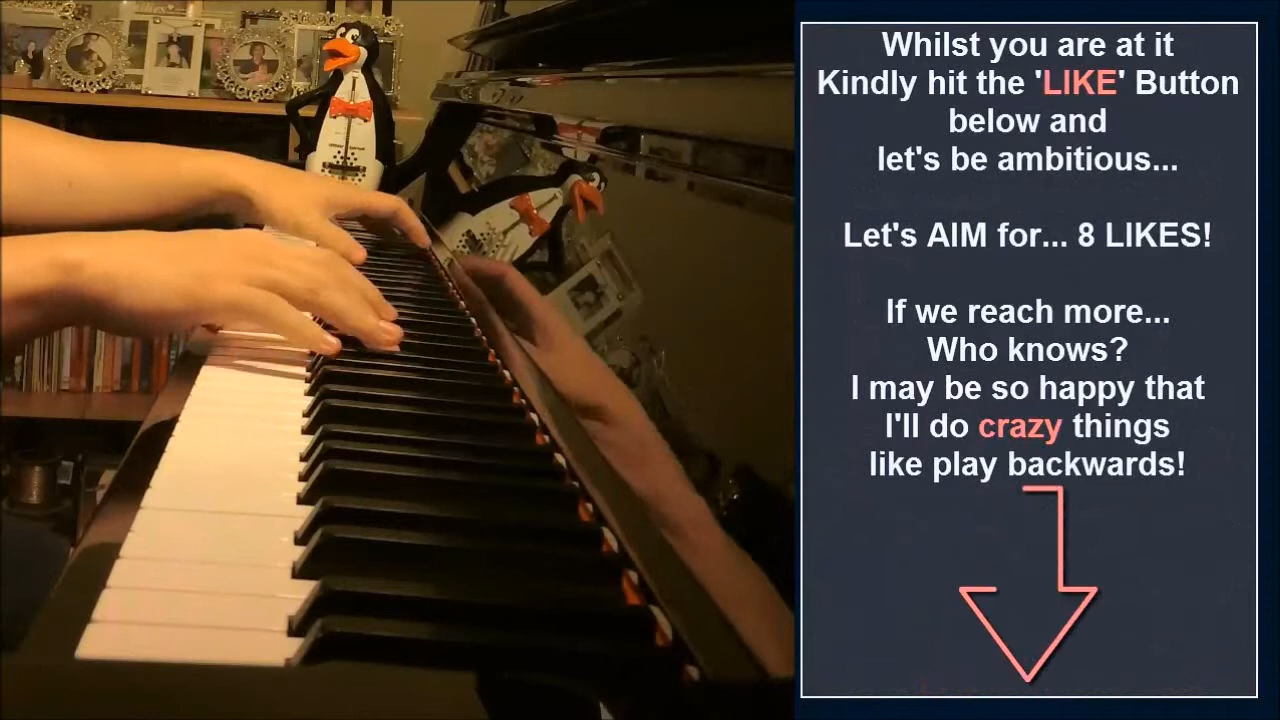 Whilst you are at it
Kindly hit the 'LIKE' Button
below and
let's be ambitious...
Let's AIM for... 8 LIKES!
If we reach more...
Who knows?
I may be so happy that
I'll do crazy things
like play backwards!